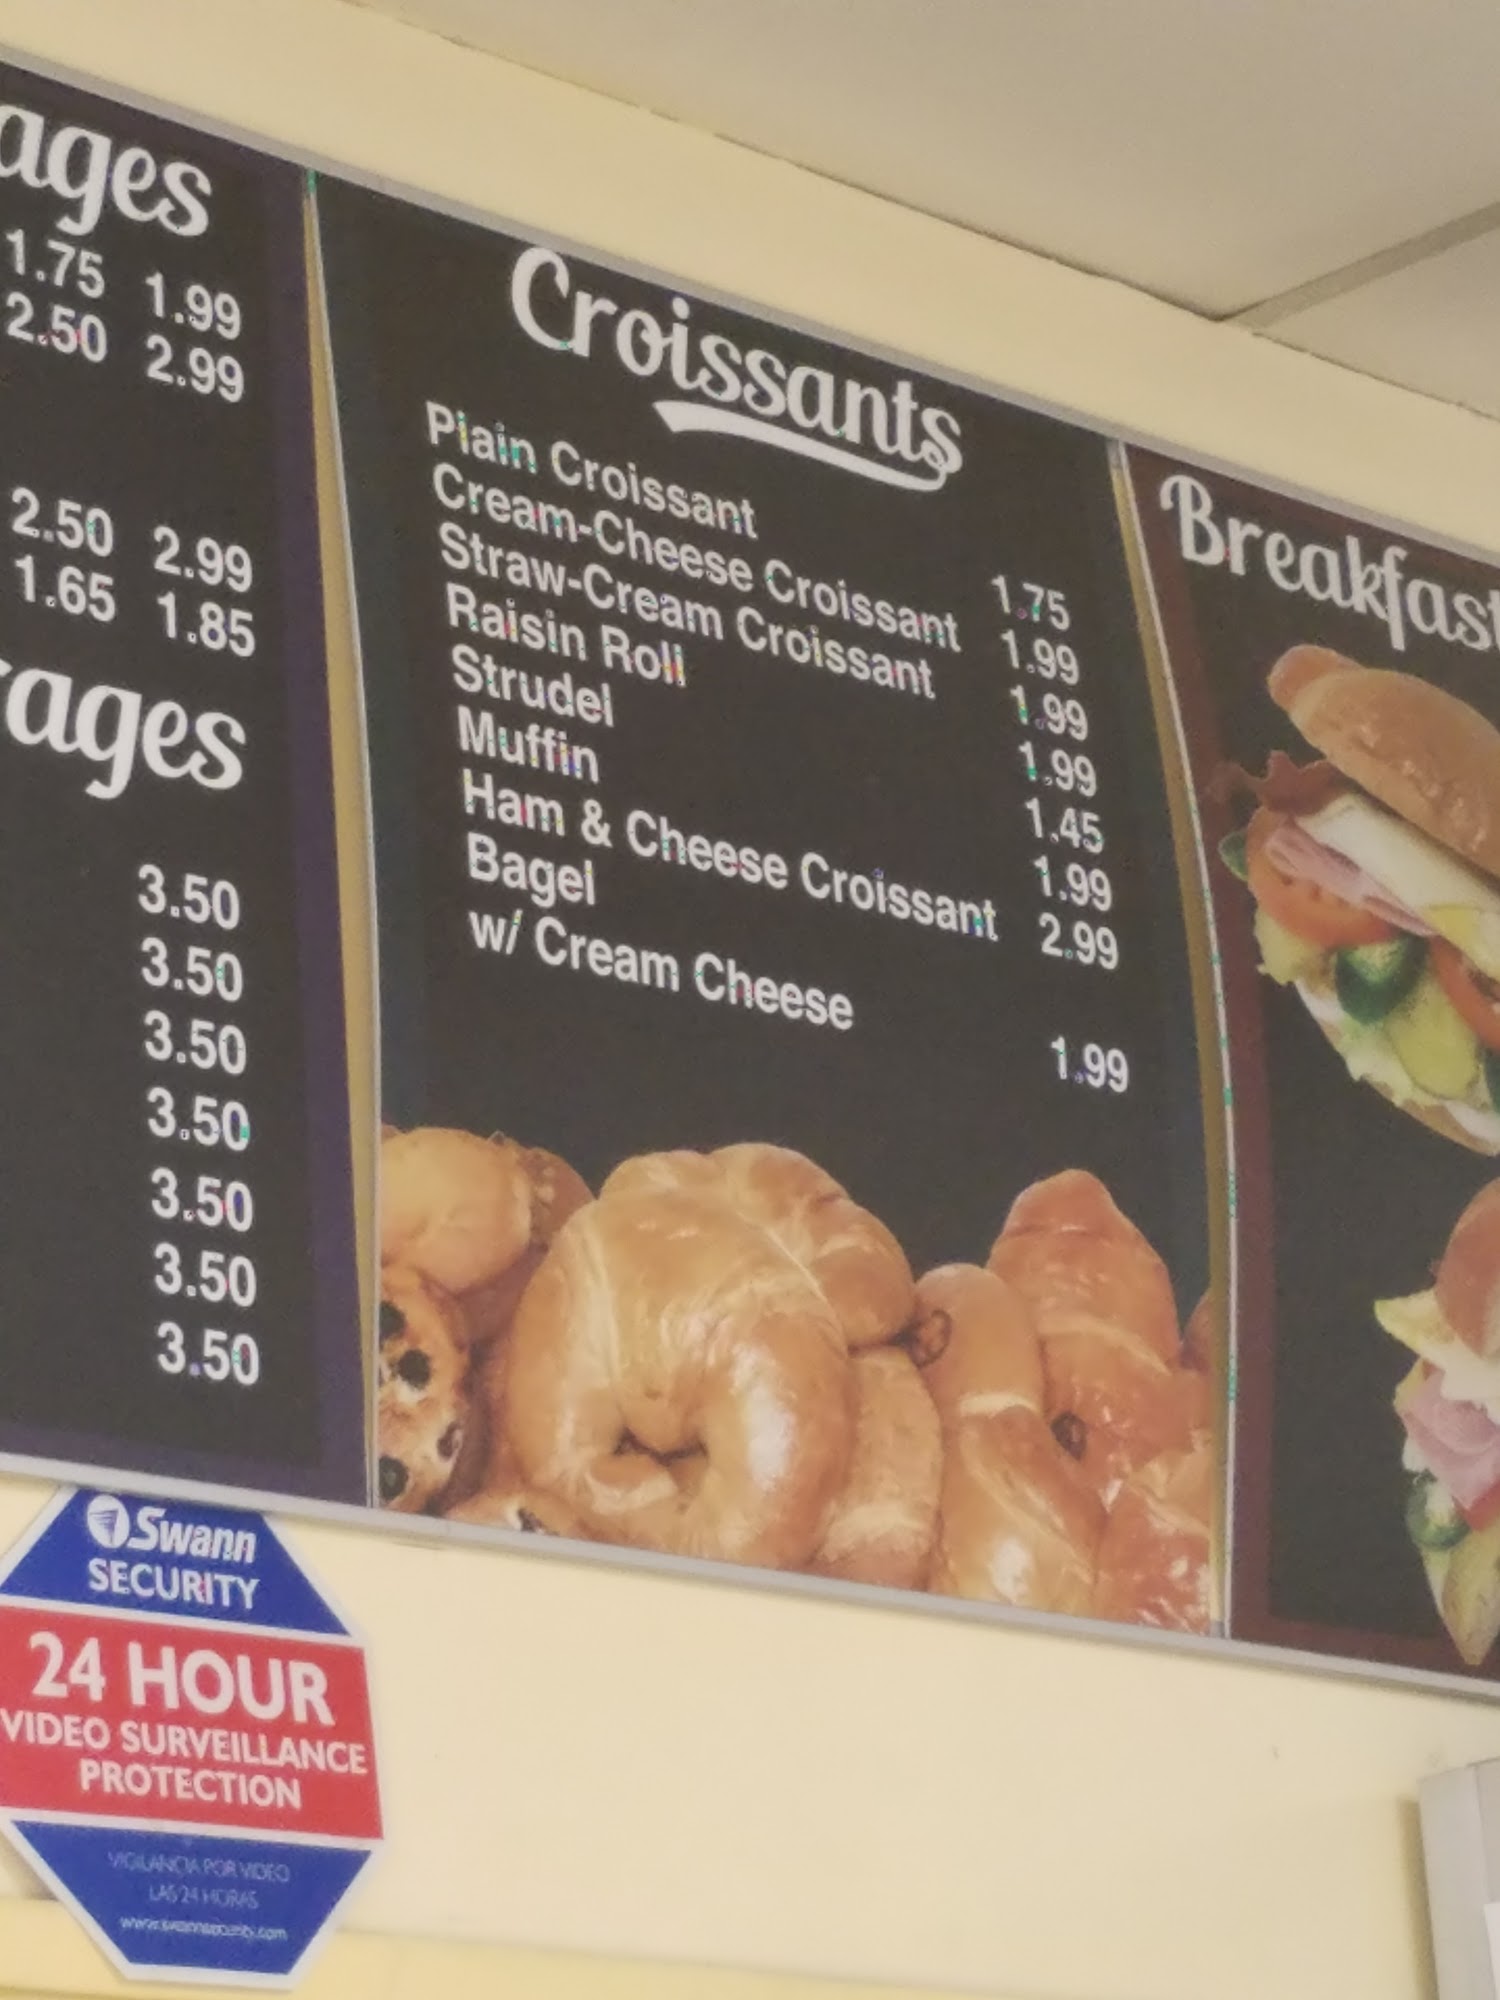 ages
1.75 1.99
2.50 2.99
2.50 2.99
1.65 1.85
rages
3.50
3.50
3.50
3.50
3.50
3.50
3.50
Croissants
Plain Croissant 1.75
Cream-Cheese Croissant 1.99
Straw-Cream Croissant 1.99
Raisin Roll 1.99
Strudel 1.45
Muffin 1.99
Ham & Cheese Croissant 2.99
Bagel
w/ Cream Cheese 1.99
Breakfast
Swann
SECURITY
24 HOUR
VIDEO SURVEILLANCE
PROTECTION
VIGILANCIA POR VIDEO
LAS 24 HORAS
www.swannsecurity.com